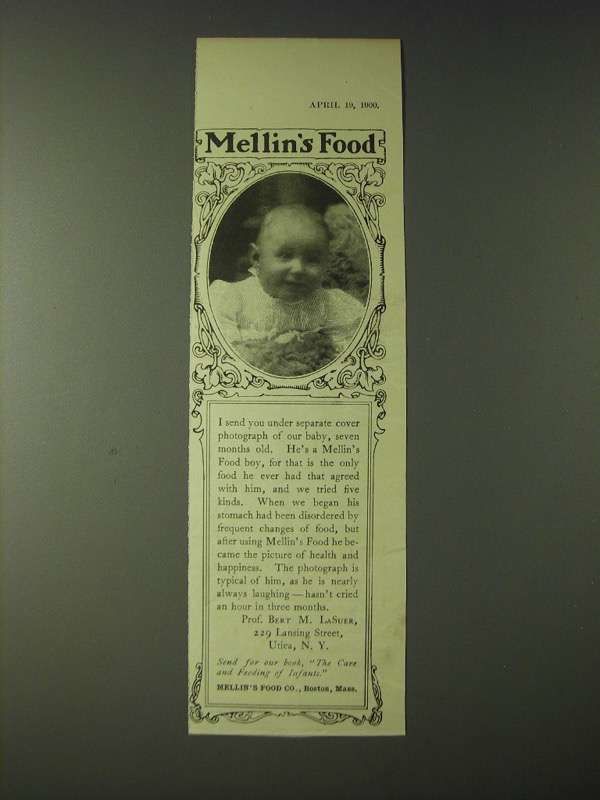 APRIL 19, 1900.
Mellin's Food
I send you under separate cover
photograph of our baby, seven
months old. He's a Mellin's
Food boy, for that is the only
food he ever had that agreed
with him, and we tried five
kinds. When we began his
stomach had been disordered by
frequent changes of food, but
after using Mellin's Food he be-
came the picture of health and
happiness. The photograph is
typical of him, as he is nearly
always laughing — hasn't cried
an hour in three months.
Prof. BERT M. LASUER,
229 Lansing Street,
Utica, N. Y.
Send for our book, "The Care
and Feeding of Infants."
MELLIN'S FOOD CO., Boston, Mass.